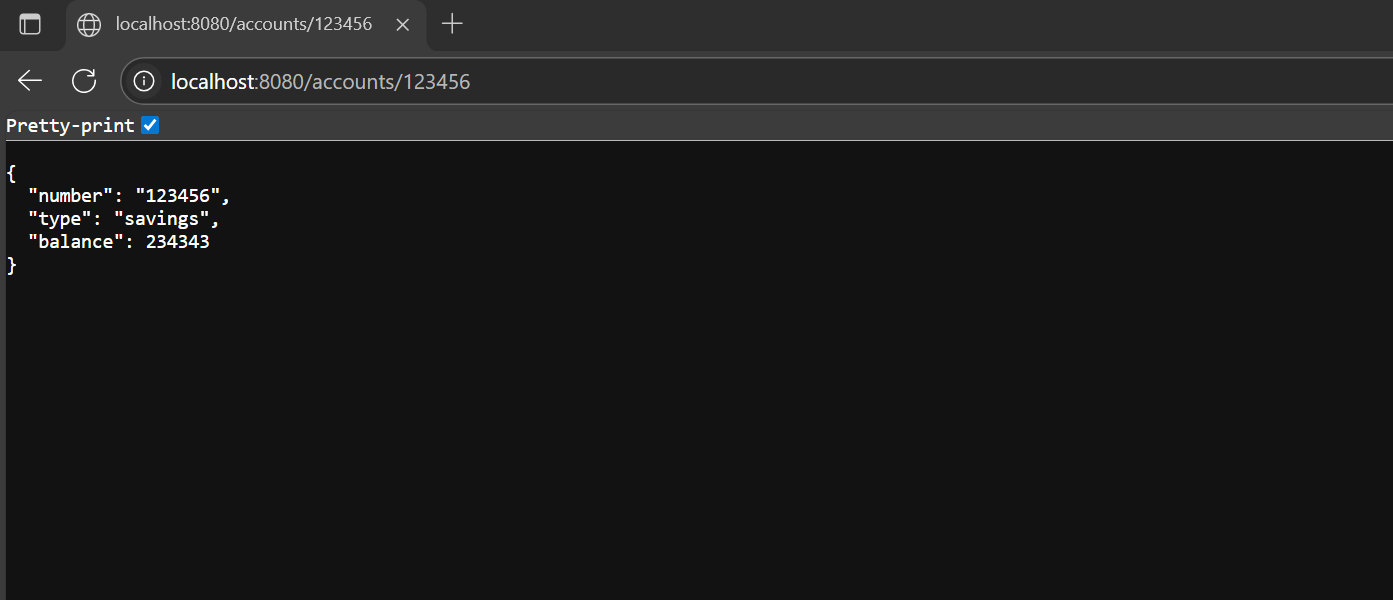 localhost:8080/accounts/123456
localhost:8080/accounts/123456
Pretty-print
{
  "number": "123456",
  "type": "savings",
  "balance": 234343
}